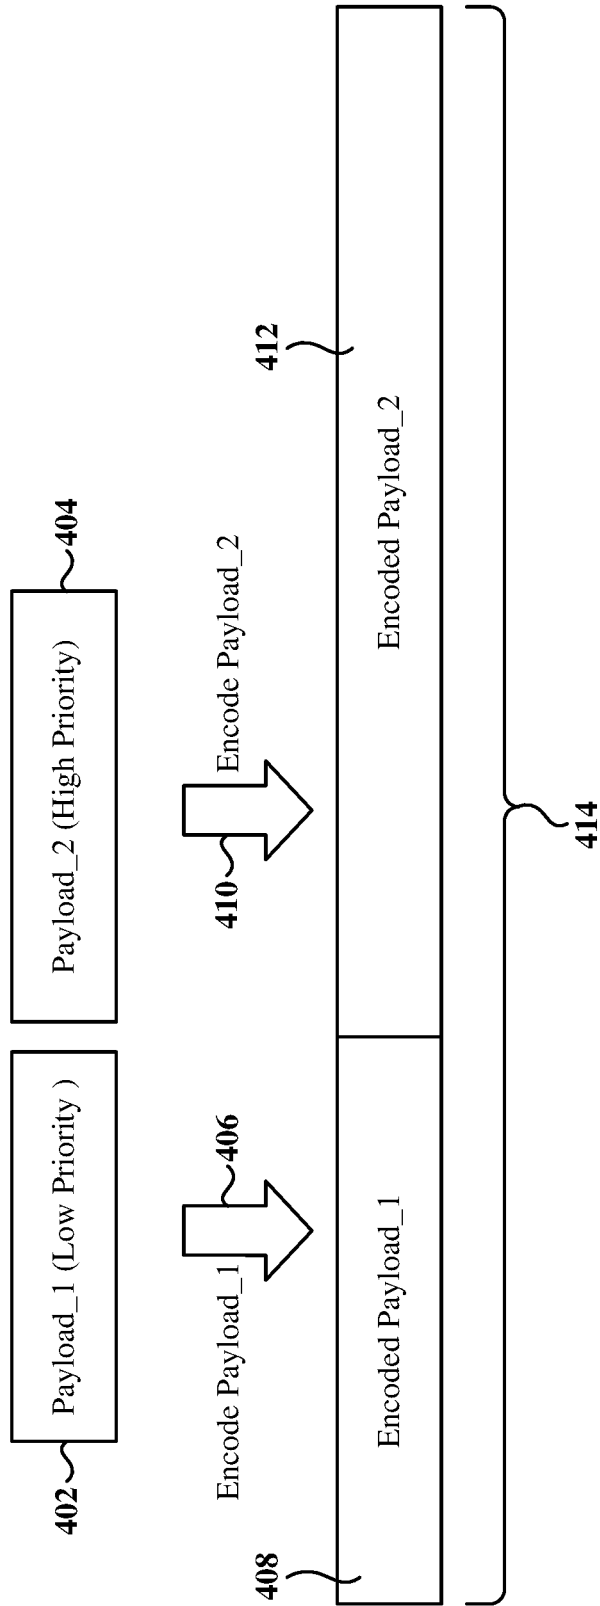 402
Payload_1 (Low Priority )
Payload_2 (High Priority)
404
Encode Payload_1
406
410
Encode Payload_2
408
Encoded Payload_1
Encoded Payload_2
412
414